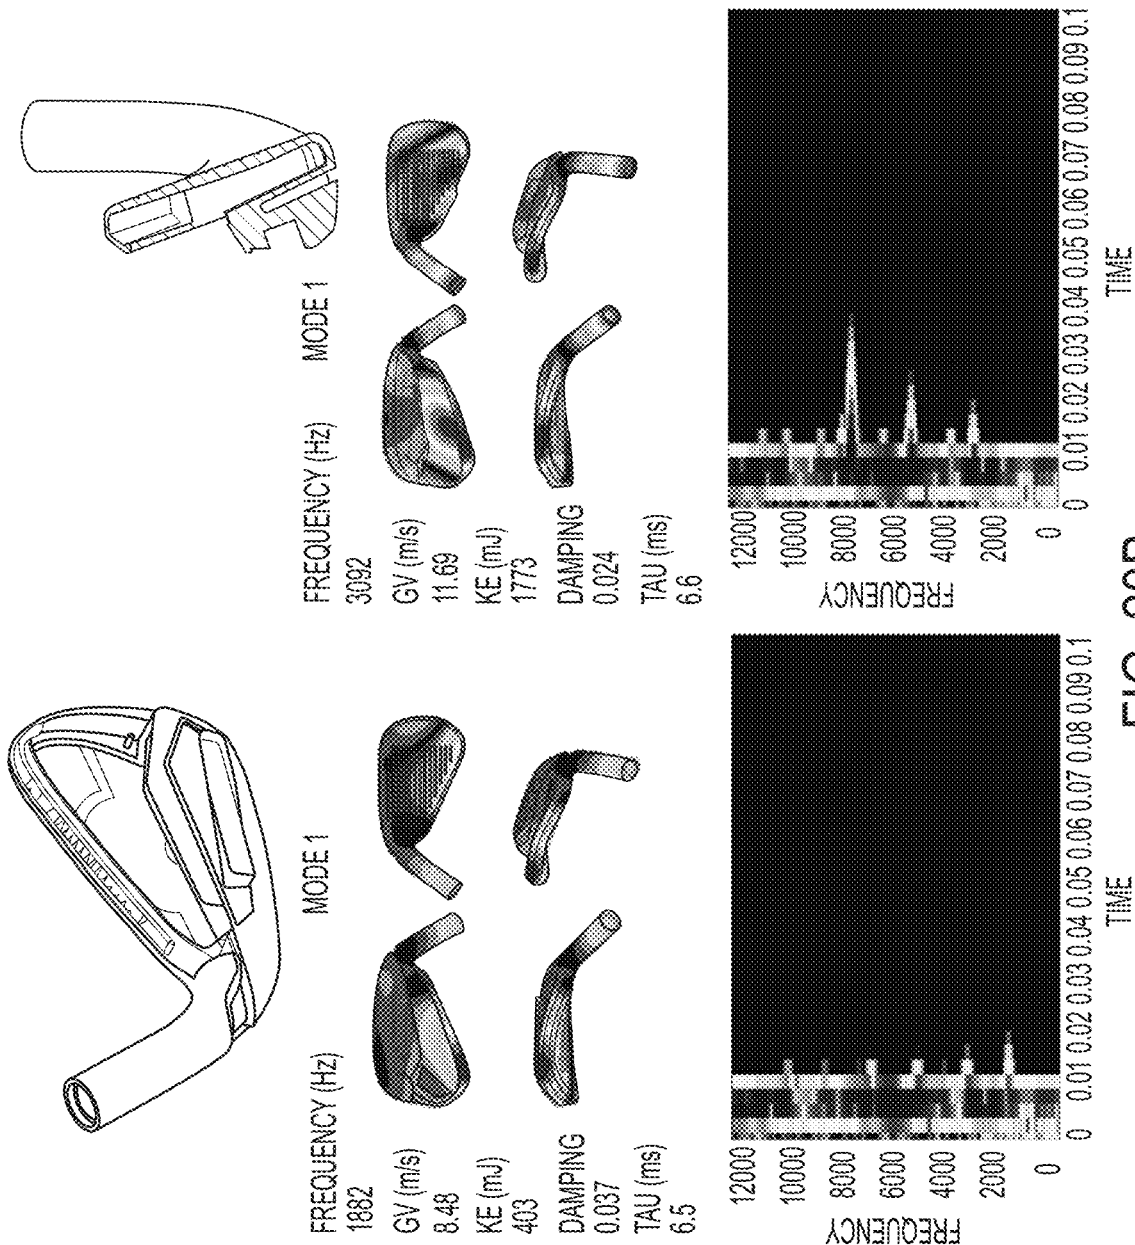 FREQUENCY (Hz)
1882
MODE 1
GV (m/s)
8.48
KE (mJ)
403
DAMPING
0.037
TAU (ms)
6.5
FREQUENCY
12000
10000
8000
6000
4000
2000
0
0 0.01 0.02 0.03 0.04 0.05 0.06 0.07 0.08 0.09 0.1
TIME
FREQUENCY (Hz)
3092
MODE 1
GV (m/s)
11.69
KE (mJ)
1773
DAMPING
0.024
TAU (ms)
6.6
FREQUENCY
12000
10000
8000
6000
4000
2000
0
0 0.01 0.02 0.03 0.04 0.05 0.06 0.07 0.08 0.09 0.1
TIME
FIG.